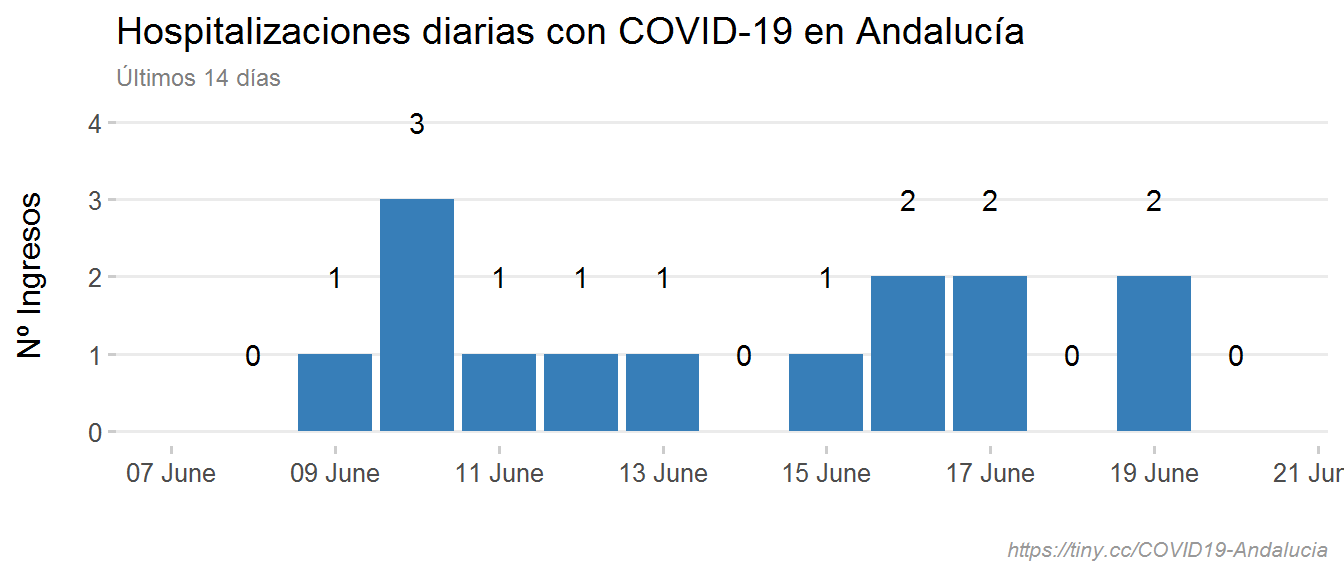 Hospitalizaciones diarias con COVID-19 en Andalucía
Últimos 14 días
Nº Ingresos
4
3
2
1
0
0
1
3
1
1
1
0
1
2
2
0
2
0
07 June
09 June
11 June
13 June
15 June
17 June
19 June
21 Jun
https://tiny.cc/COVID19-Andalucia